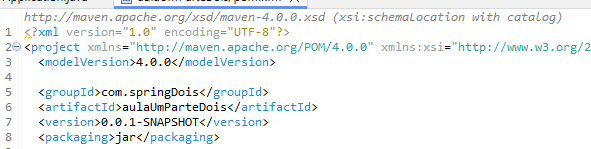 http://maven.apache.org/xsd/maven-4.0.0.xsd (xsi:schemaLocation with catalog)
1 <?xml version="1.0" encoding="UTF-8"?>
2 <project xmlns="http://maven.apache.org/POM/4.0.0" xmlns:xsi="http://www.w3.org/2
3 <modelVersion>4.0.0</modelVersion>
4
5 <groupId>com.springDois</groupId>
6 <artifactId>aulaUmParteDois</artifactId>
7 <version>0.0.1-SNAPSHOT</version>
8 <packaging>jar</packaging>